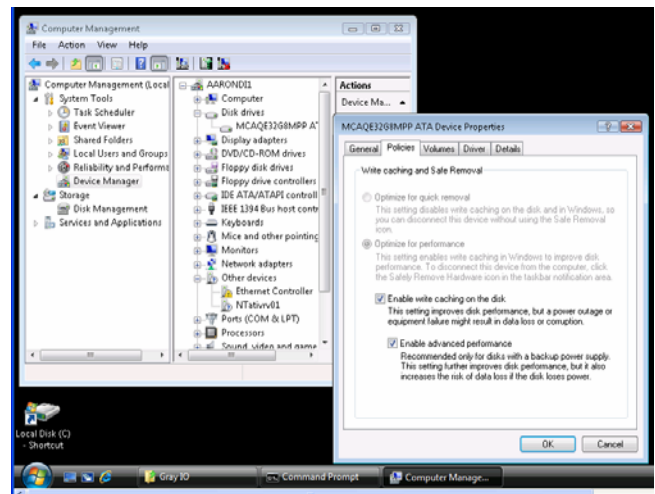 Computer Management
File Action View Help
Computer Management (Local
System Tools
Task Scheduler
Event Viewer
Shared Folders
Local Users and Groups
Reliability and Performa
Device Manager
Storage
Disk Management
Services and Applications
AARONDI1
Computer
Disk drives
MCAQE32G8MPP A
Display adapters
DVD/CD-ROM drives
Floppy disk drives
Floppy drive controllers
IDE ATA/ATAPI controll
IEEE 1394 Bus host contr
Keyboards
Mice and other pointing
Monitors
Network adapters
Other devices
Ethernet Controller
NTativrv01
Ports (COM & LPT)
Processors
Sound, video and game
Actions
Device Ma...
MCAQE32G8MPP ATA Device Properties
General Policies Volumes Driver Details
Write caching and Safe Removal
Optimize for quick removal
This setting disables write caching on the disk and in Windows, so
you can disconnect this device without using the Safe Removal
icon.
Optimize for performance
This setting enables write caching in Windows to improve disk
performance. To disconnect this device from the computer, click
the Safely Remove Hardware icon in the taskbar notification area.
Enable write caching on the disk
This setting improves disk performance, but a power outage or
equipment failure might result in data loss or corruption.
Enable advanced performance
Recommended only for disks with a backup power supply.
This setting further improves disk performance, but it also
increases the risk of data loss if the disk loses power.
OK Cancel
Local Disk (C)
- Shortcut
Gray IO
Command Prompt
Computer Manage...